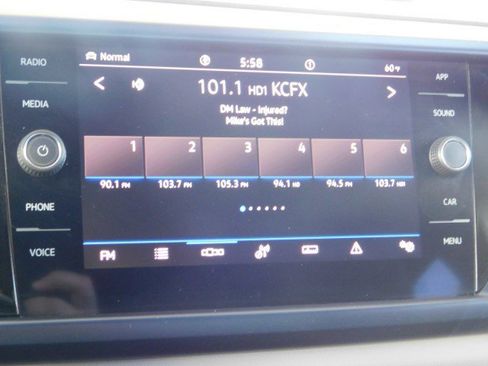 RADIO
MEDIA
PHONE
VOICE
Normal
5:58
60°F
101.1 HD1 KCFX
DM Law - Injured?
Mike's Got This!
1 2 3 4 5 6
90.1 FM 103.7 FM 105.3 FM 94.1 HD 94.5 FM 103.7 HD1
FM
APP
SOUND
CAR
MENU